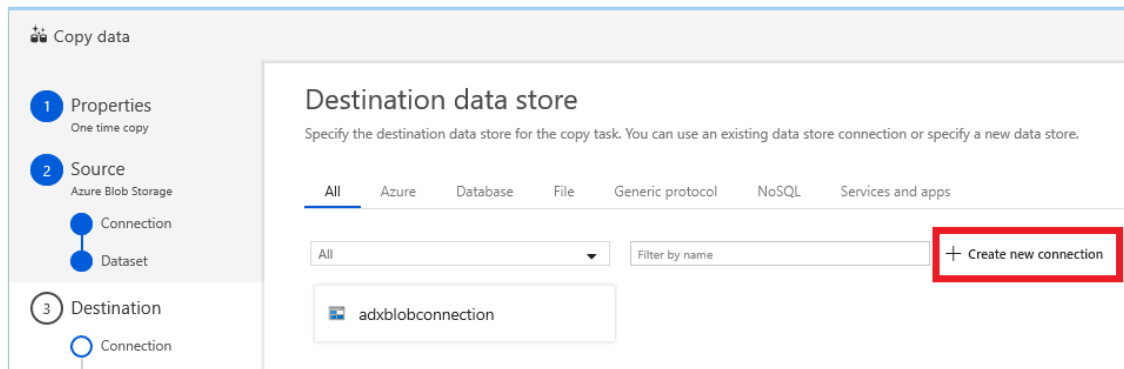 Copy data
1 Properties
One time copy
2 Source
Azure Blob Storage
Connection
Dataset
3 Destination
Connection
Destination data store
Specify the destination data store for the copy task. You can use an existing data store connection or specify a new data store.
All Azure Database File Generic protocol NoSQL Services and apps
All Filter by name + Create new connection
adxblobconnection